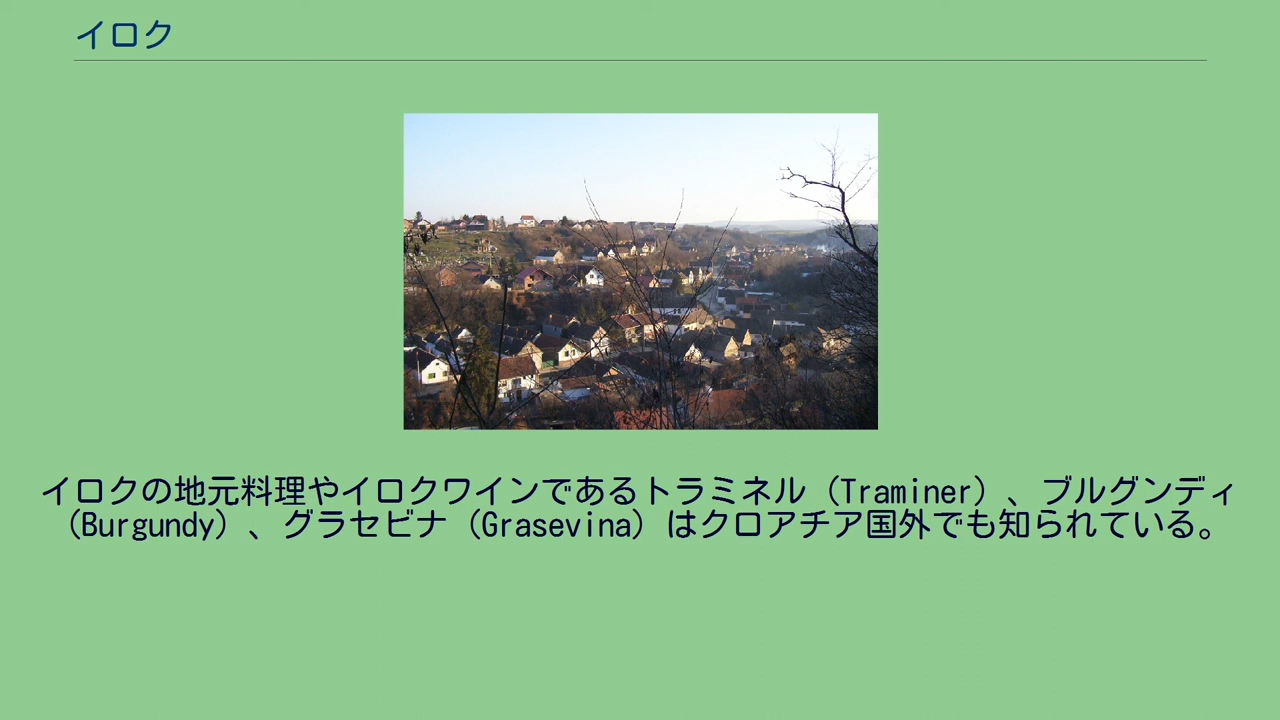 イロク
イロクの地元料理やイロクワインであるトラミネル（Traminer）、ブルグンディ
（Burgundy）、グラセビナ（Grasevina）はクロアチア国外でも知られている。